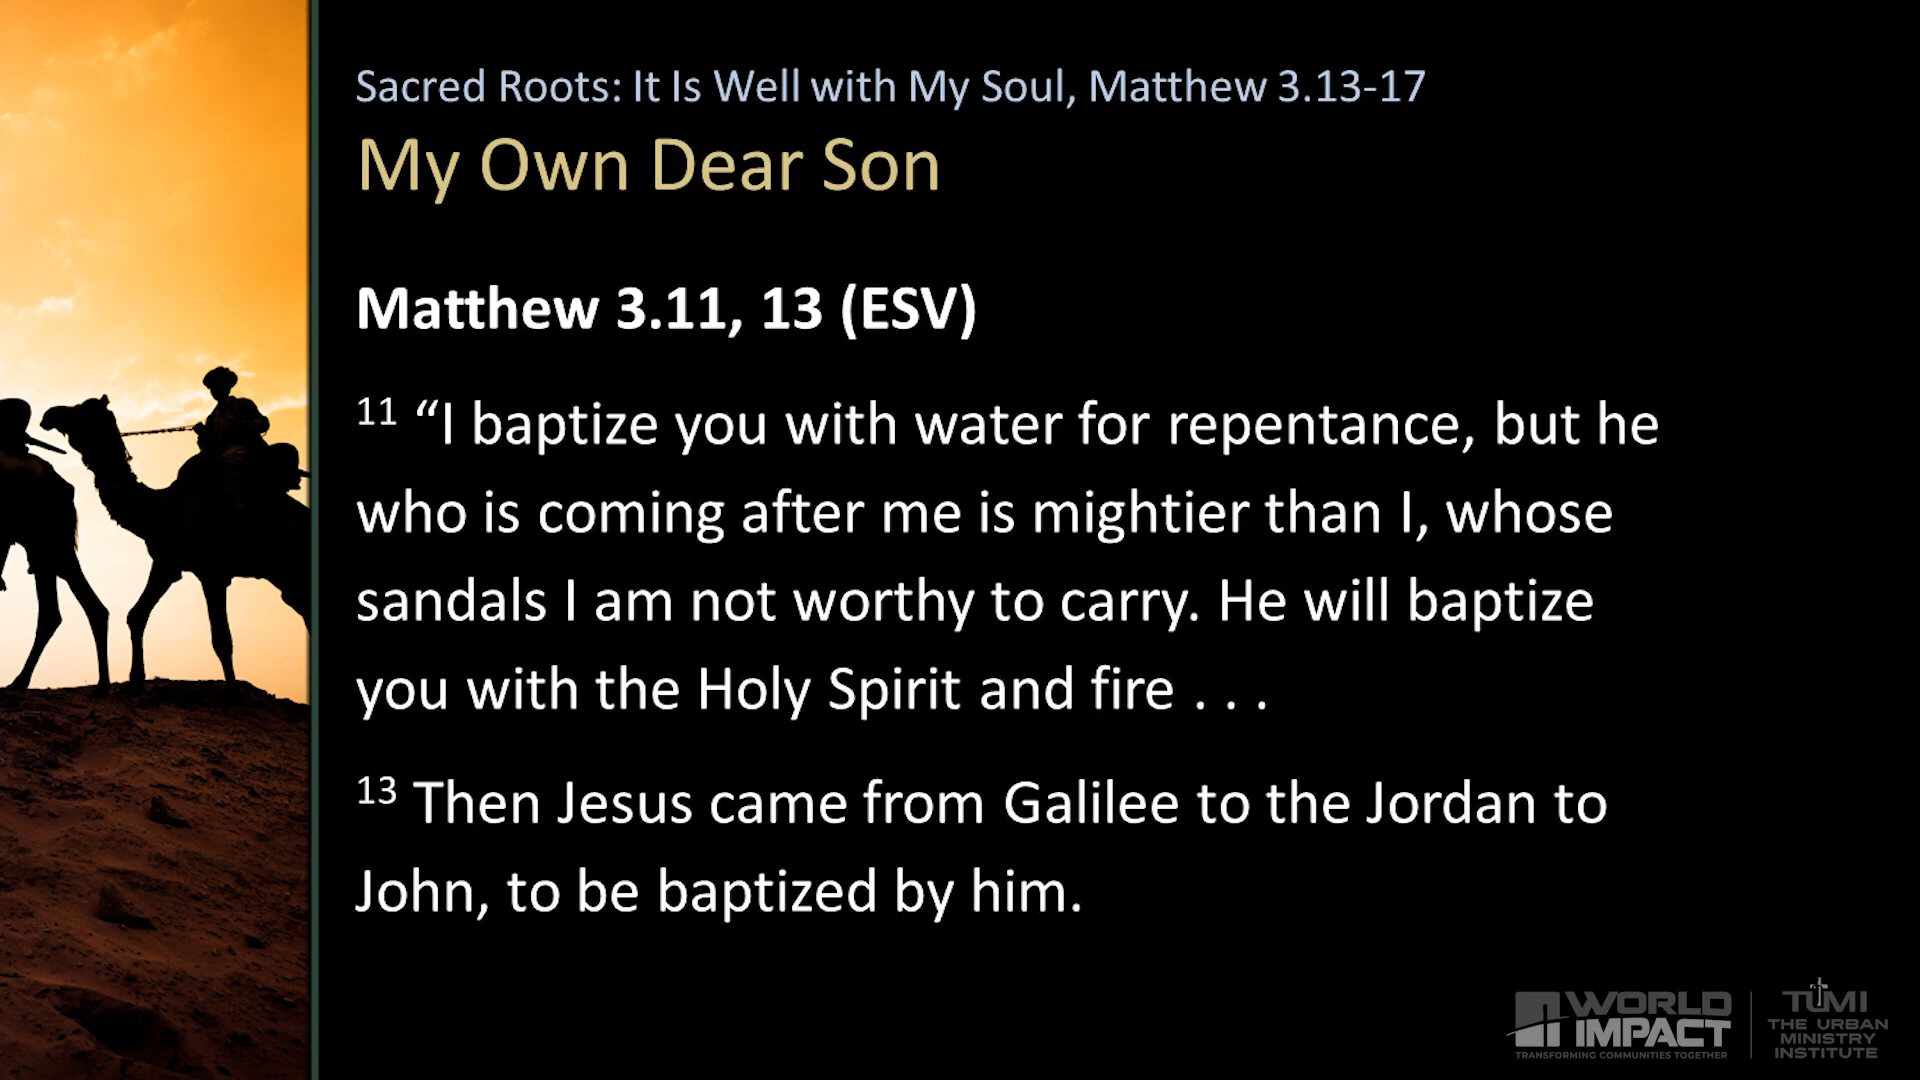 Sacred Roots: It Is Well with My Soul, Matthew 3.13-17
My Own Dear Son
Matthew 3.11, 13 (ESV)
11 “I baptize you with water for repentance, but he
who is coming after me is mightier than I, whose
sandals I am not worthy to carry. He will baptize
you with the Holy Spirit and fire . . .
13 Then Jesus came from Galilee to the Jordan to
John, to be baptized by him.
WORLD
IMPACT
TRANSFORMING COMMUNITIES TOGETHER
TUMI
THE URBAN
MINISTRY
INSTITUTE